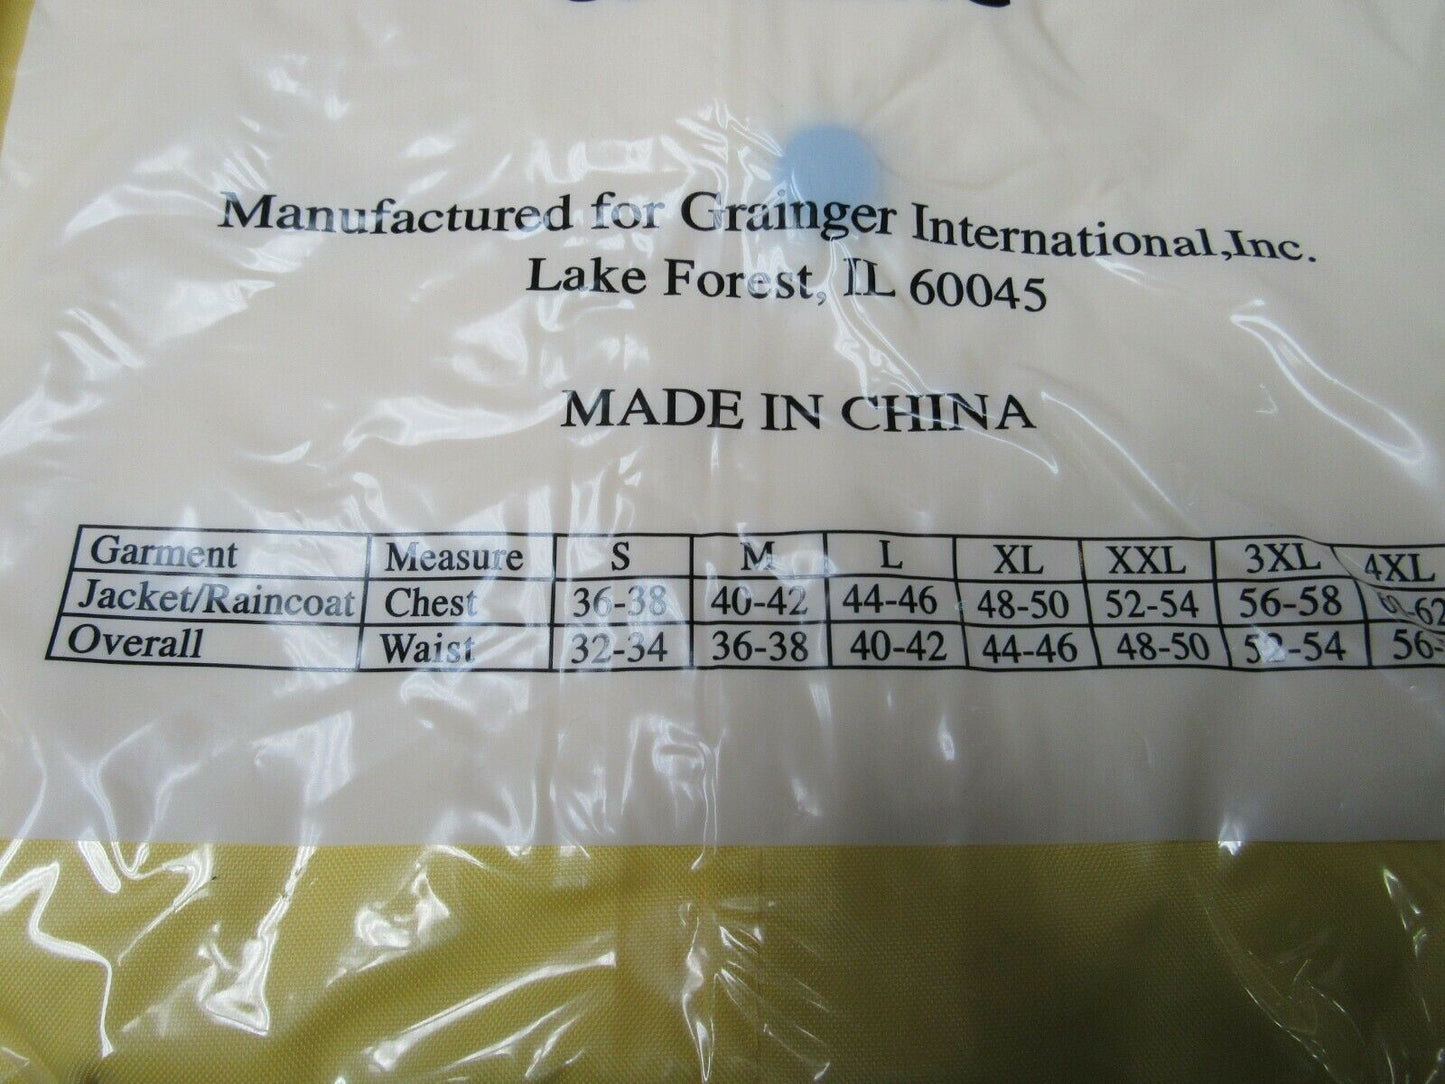 Manufactured for Grainger International,Inc.
Lake Forest, IL 60045
MADE IN CHINA
Garment Measure S M L XL XXL 3XL 4XL
Jacket/Raincoat Chest 36-38 40-42 44-46 48-50 52-54 56-58
Overall Waist 32-34 36-38 40-42 44-46 48-50 52-54